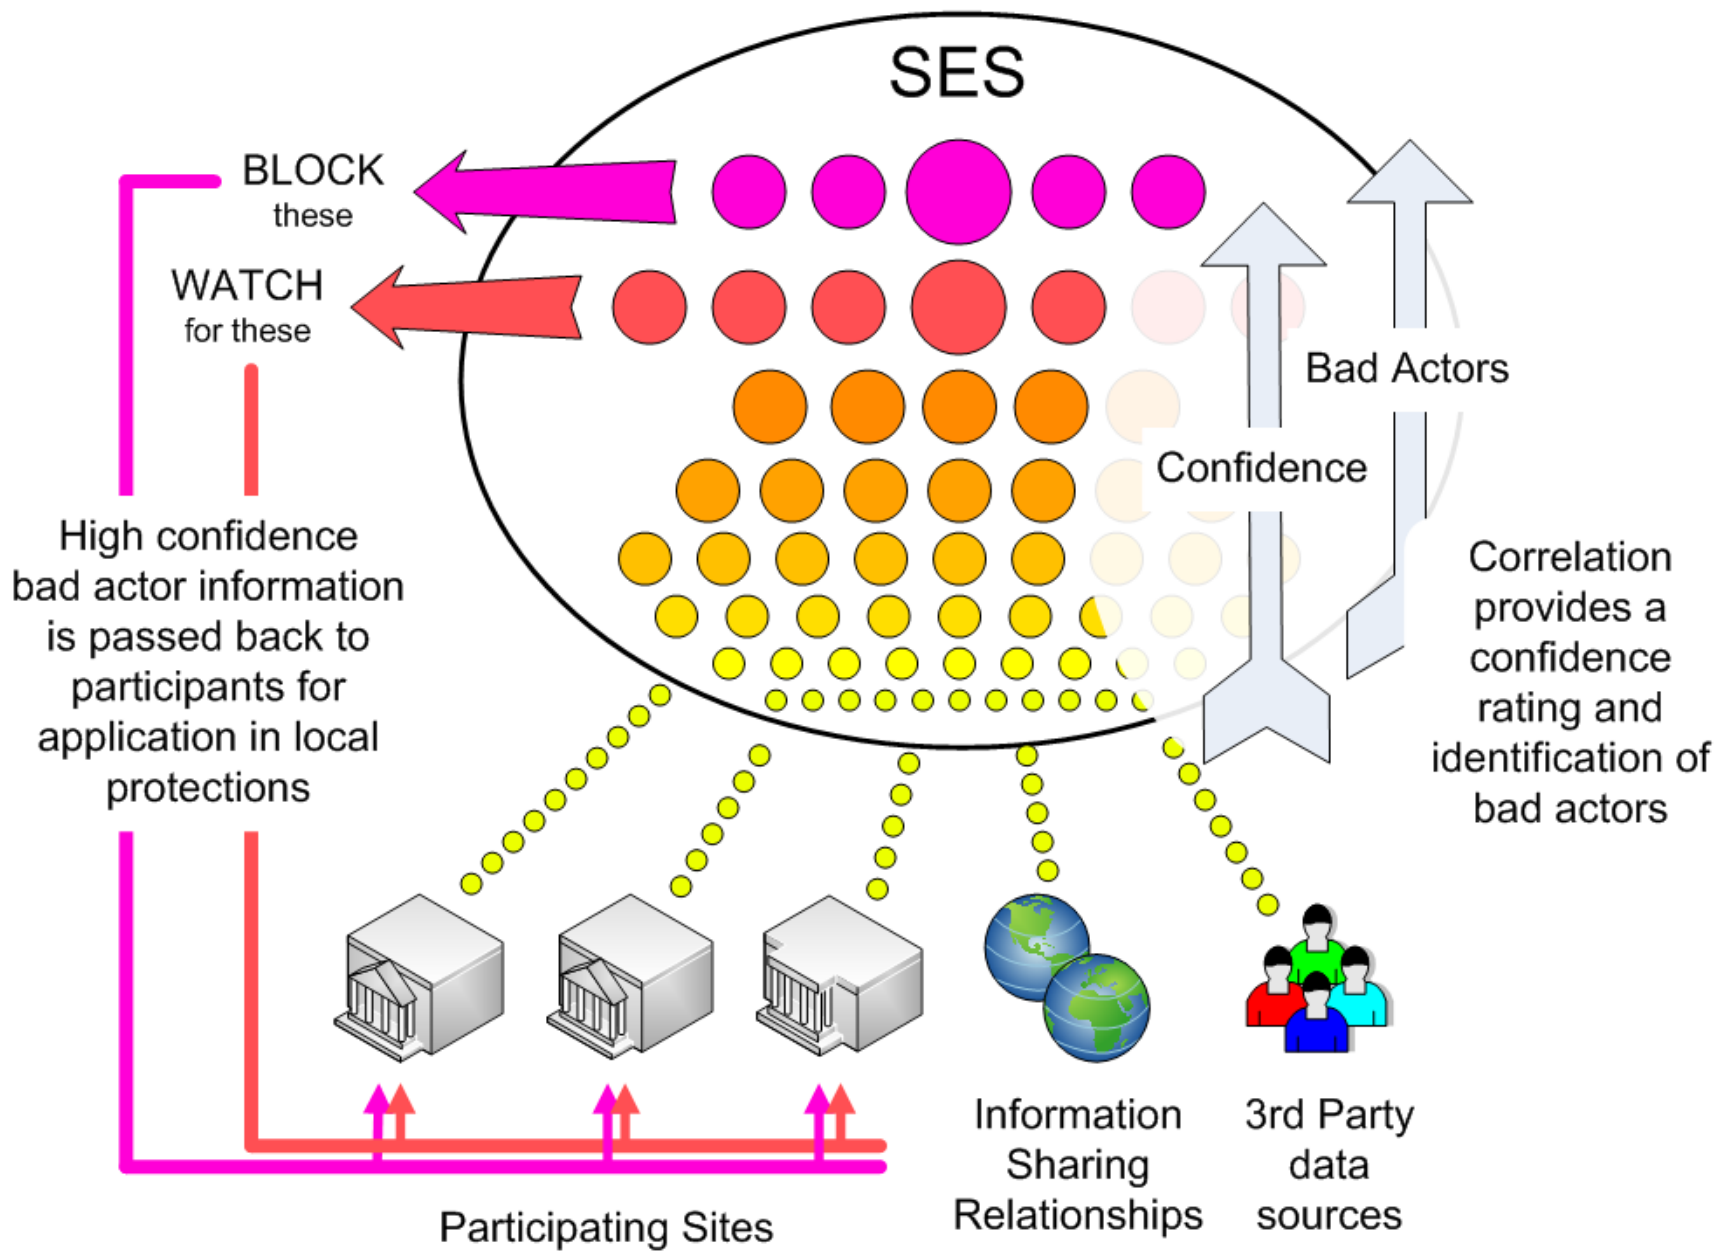 SES
BLOCK
these
WATCH
for these
Bad Actors
Confidence
High confidence
bad actor information
is passed back to
participants for
application in local
protections
Correlation
provides a
confidence
rating and
identification of
bad actors
Information
Sharing
Relationships
3rd Party
data
sources
Participating Sites